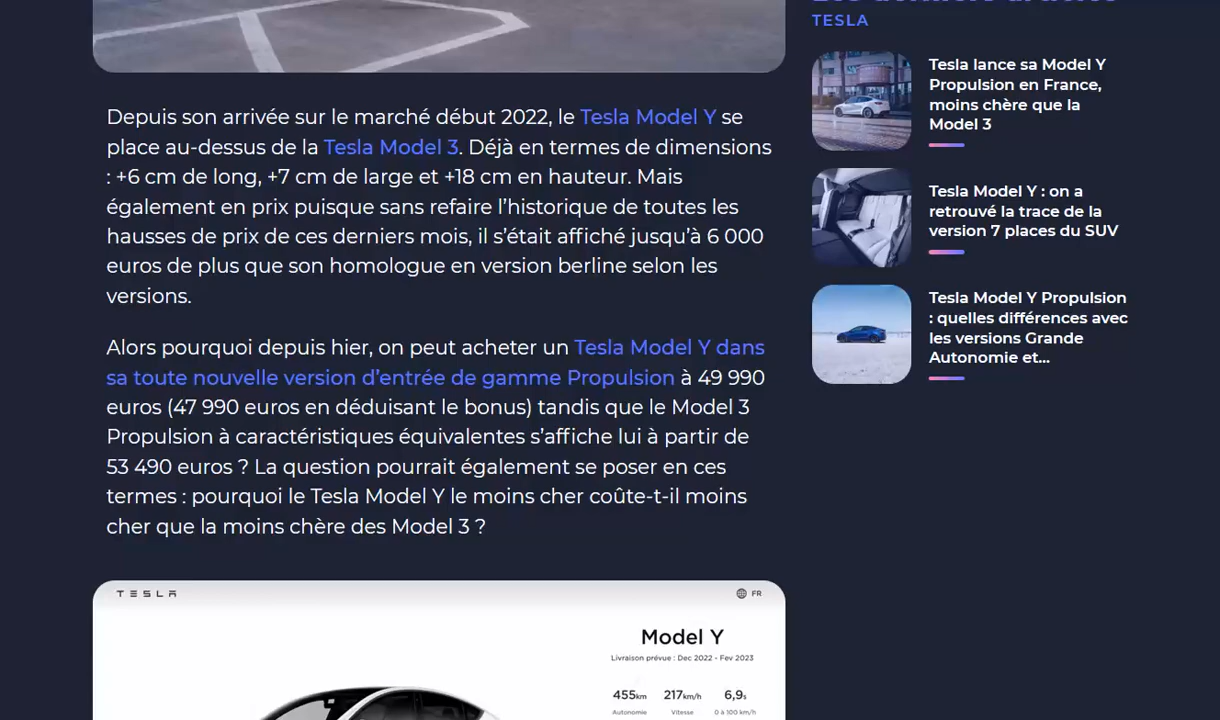 TESLA
Depuis son arrivée sur le marché début 2022, le Tesla Model Y se
place au-dessus de la Tesla Model 3. Déjà en termes de dimensions
: +6 cm de long, +7 cm de large et +18 cm en hauteur. Mais
également en prix puisque sans refaire l’historique de toutes les
hausses de prix de ces derniers mois, il s’était affiché jusqu’à 6 000
euros de plus que son homologue en version berline selon les
versions.
Alors pourquoi depuis hier, on peut acheter un Tesla Model Y dans
sa toute nouvelle version d’entrée de gamme Propulsion à 49 990
euros (47 990 euros en déduisant le bonus) tandis que le Model 3
Propulsion à caractéristiques équivalentes s’affiche lui à partir de
53 490 euros ? La question pourrait également se poser en ces
termes : pourquoi le Tesla Model Y le moins cher coûte-t-il moins
cher que la moins chère des Model 3 ?
TESLA
FR
Model Y
Livraison prévue : Dec 2022 - Fev 2023
455km 217km/h 6,9s
Autonomie Vitesse 0 à 100 km/h
Tesla lance sa Model Y
Propulsion en France,
moins chère que la
Model 3
Tesla Model Y : on a
retrouvé la trace de la
version 7 places du SUV
Tesla Model Y Propulsion
: quelles différences avec
les versions Grande
Autonomie et...